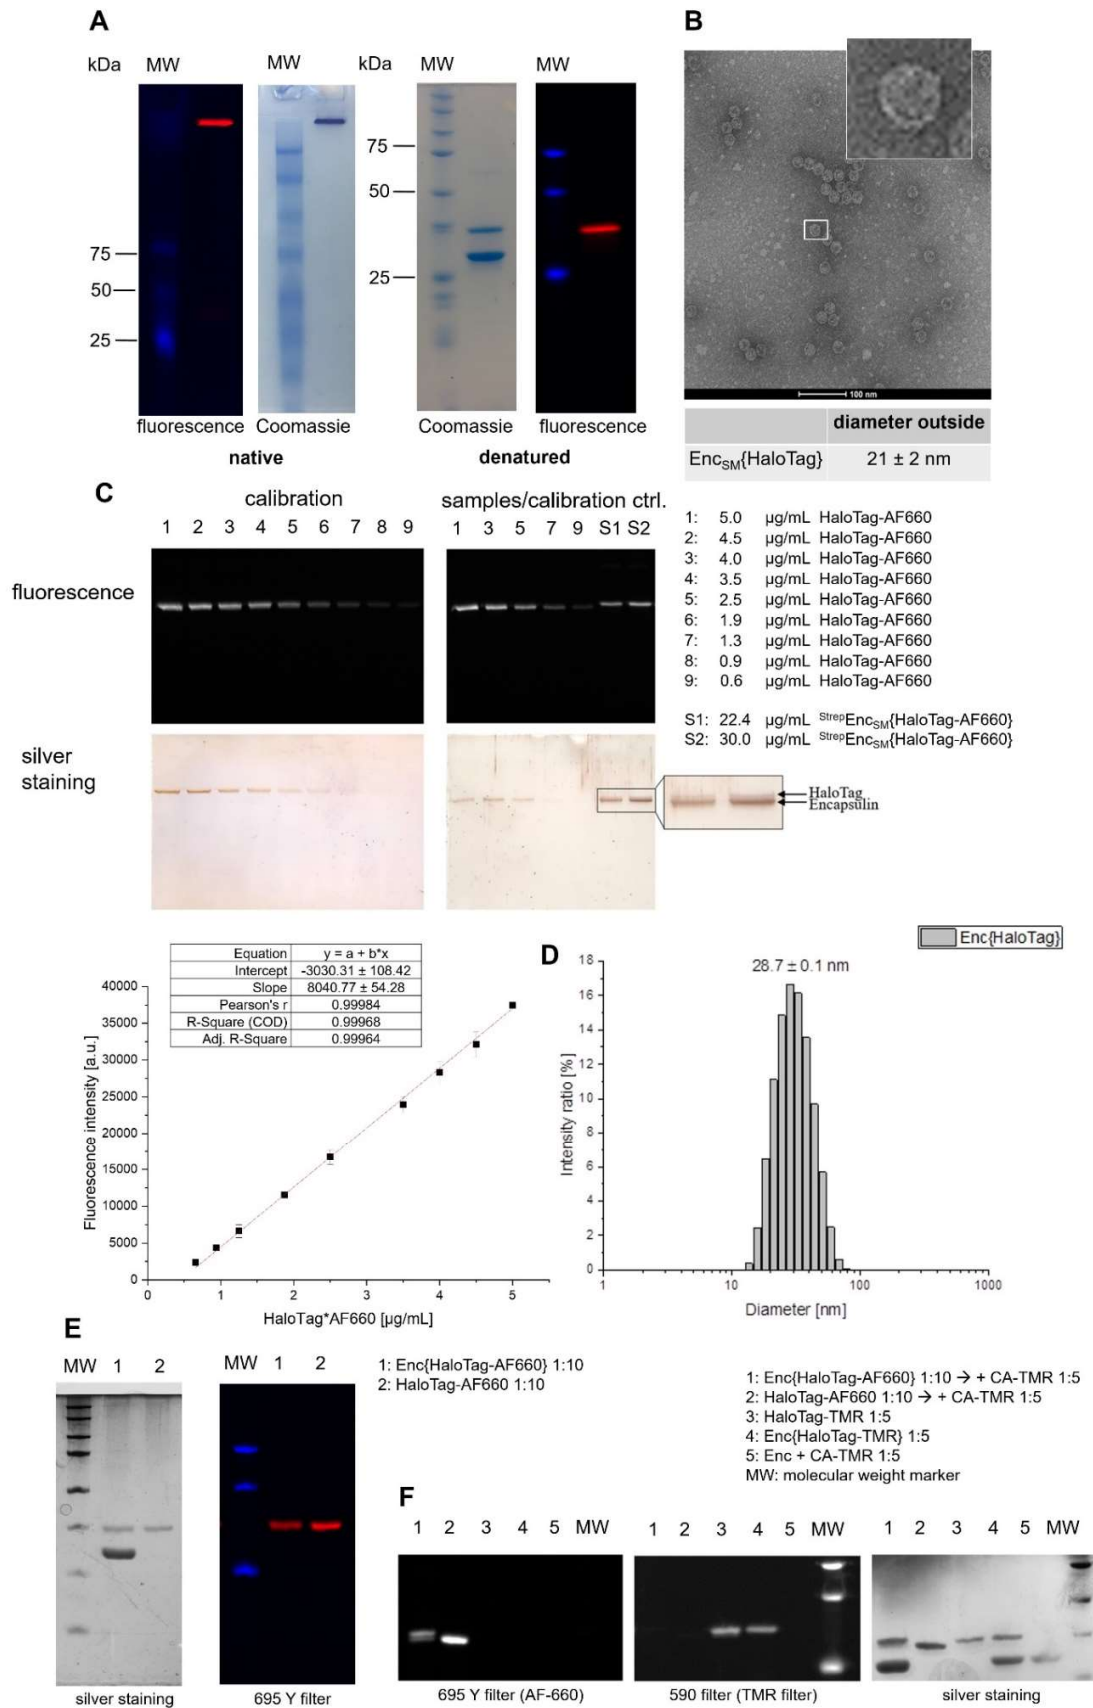 A
kDa MW MW kDa MW MW
75
50
25
75
50
25
fluorescence Coomassie Coomassie fluorescence
native denatured
B
100 nm
diameter outside
Enc_SM{HaloTag} 21 ± 2 nm
C
calibration
1 2 3 4 5 6 7 8 9
samples/calibration ctrl.
1 3 5 7 9 S1 S2
fluorescence
silver
staining
HaloTag
Encapsulin
1: 5.0 µg/mL HaloTag-AF660
2: 4.5 µg/mL HaloTag-AF660
3: 4.0 µg/mL HaloTag-AF660
4: 3.5 µg/mL HaloTag-AF660
5: 2.5 µg/mL HaloTag-AF660
6: 1.9 µg/mL HaloTag-AF660
7: 1.3 µg/mL HaloTag-AF660
8: 0.9 µg/mL HaloTag-AF660
9: 0.6 µg/mL HaloTag-AF660
S1: 22.4 µg/mL StrepEnc_SM{HaloTag-AF660}
S2: 30.0 µg/mL StrepEnc_SM{HaloTag-AF660}
Equation y = a + b*x
Intercept -3030.31 ± 108.42
Slope 8040.77 ± 54.28
Pearson's r 0.99984
R-Square (COD) 0.99968
Adj. R-Square 0.99964
Fluorescence intensity [a.u.]
40000
35000
30000
25000
20000
15000
10000
5000
0
0 1 2 3 4 5
HaloTag*AF660 [µg/mL]
D
Enc{HaloTag}
28.7 ± 0.1 nm
Intensity ratio [%]
18
16
14
12
10
8
6
4
2
0
1 10 100 1000
Diameter [nm]
E
MW 1 2
MW 1 2
1: Enc{HaloTag-AF660} 1:10
2: HaloTag-AF660 1:10
silver staining
695 Y filter
1: Enc{HaloTag-AF660} 1:10 → + CA-TMR 1:5
2: HaloTag-AF660 1:10 → + CA-TMR 1:5
3: HaloTag-TMR 1:5
4: Enc{HaloTag-TMR} 1:5
5: Enc + CA-TMR 1:5
MW: molecular weight marker
F
1 2 3 4 5 MW
1 2 3 4 5 MW
1 2 3 4 5 MW
695 Y filter (AF-660)
590 filter (TMR filter)
silver staining